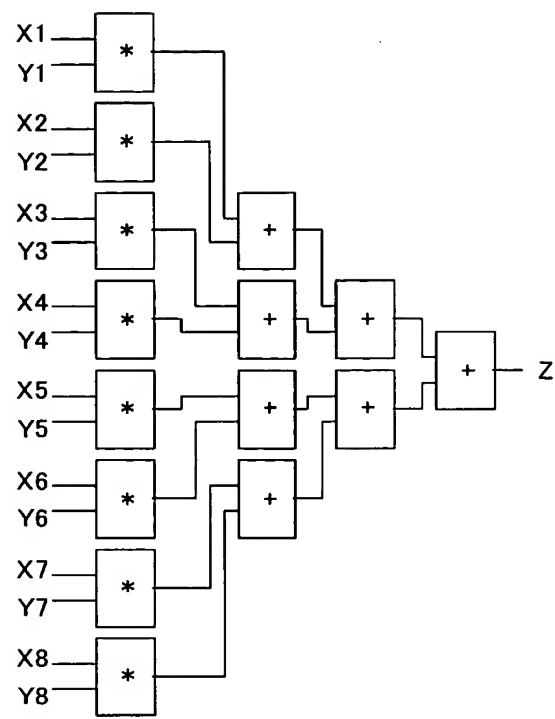 X1
Y1
*
X2
Y2
*
X3
Y3
*
+
X4
Y4
*
+
+
X5
Y5
*
+
+
+
Z
X6
Y6
*
+
X7
Y7
*
X8
Y8
*